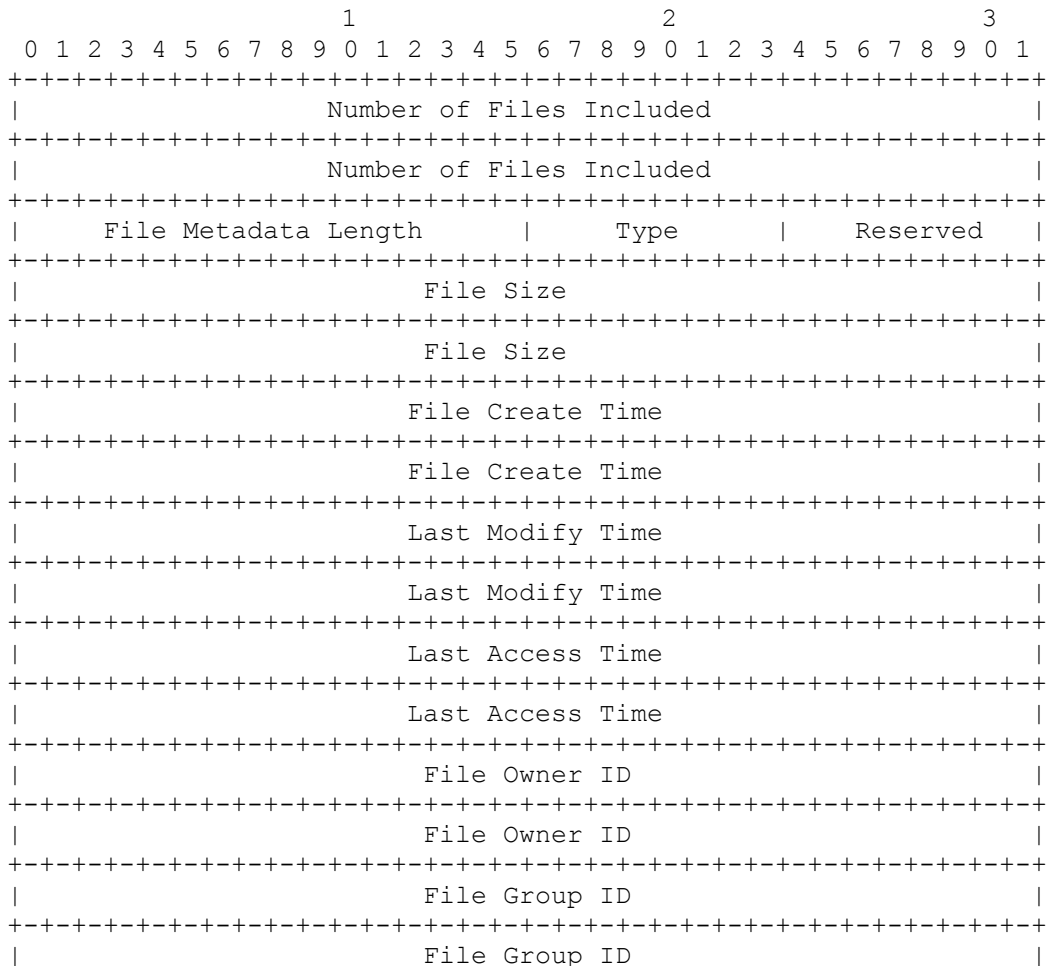 1 2 3
0 1 2 3 4 5 6 7 8 9 0 1 2 3 4 5 6 7 8 9 0 1 2 3 4 5 6 7 8 9 0 1
+-+-+-+-+-+-+-+-+-+-+-+-+-+-+-+-+-+-+-+-+-+-+-+-+-+-+-+-+-+-+-+-+
| Number of Files Included |
+-+-+-+-+-+-+-+-+-+-+-+-+-+-+-+-+-+-+-+-+-+-+-+-+-+-+-+-+-+-+-+-+
| Number of Files Included |
+-+-+-+-+-+-+-+-+-+-+-+-+-+-+-+-+-+-+-+-+-+-+-+-+-+-+-+-+-+-+-+-+
| File Metadata Length | Type | Reserved |
+-+-+-+-+-+-+-+-+-+-+-+-+-+-+-+-+-+-+-+-+-+-+-+-+-+-+-+-+-+-+-+-+
| File Size |
+-+-+-+-+-+-+-+-+-+-+-+-+-+-+-+-+-+-+-+-+-+-+-+-+-+-+-+-+-+-+-+-+
| File Size |
+-+-+-+-+-+-+-+-+-+-+-+-+-+-+-+-+-+-+-+-+-+-+-+-+-+-+-+-+-+-+-+-+
| File Create Time |
+-+-+-+-+-+-+-+-+-+-+-+-+-+-+-+-+-+-+-+-+-+-+-+-+-+-+-+-+-+-+-+-+
| File Create Time |
+-+-+-+-+-+-+-+-+-+-+-+-+-+-+-+-+-+-+-+-+-+-+-+-+-+-+-+-+-+-+-+-+
| Last Modify Time |
+-+-+-+-+-+-+-+-+-+-+-+-+-+-+-+-+-+-+-+-+-+-+-+-+-+-+-+-+-+-+-+-+
| Last Modify Time |
+-+-+-+-+-+-+-+-+-+-+-+-+-+-+-+-+-+-+-+-+-+-+-+-+-+-+-+-+-+-+-+-+
| Last Access Time |
+-+-+-+-+-+-+-+-+-+-+-+-+-+-+-+-+-+-+-+-+-+-+-+-+-+-+-+-+-+-+-+-+
| Last Access Time |
+-+-+-+-+-+-+-+-+-+-+-+-+-+-+-+-+-+-+-+-+-+-+-+-+-+-+-+-+-+-+-+-+
| File Owner ID |
+-+-+-+-+-+-+-+-+-+-+-+-+-+-+-+-+-+-+-+-+-+-+-+-+-+-+-+-+-+-+-+-+
| File Owner ID |
+-+-+-+-+-+-+-+-+-+-+-+-+-+-+-+-+-+-+-+-+-+-+-+-+-+-+-+-+-+-+-+-+
| File Group ID |
+-+-+-+-+-+-+-+-+-+-+-+-+-+-+-+-+-+-+-+-+-+-+-+-+-+-+-+-+-+-+-+-+
| File Group ID |